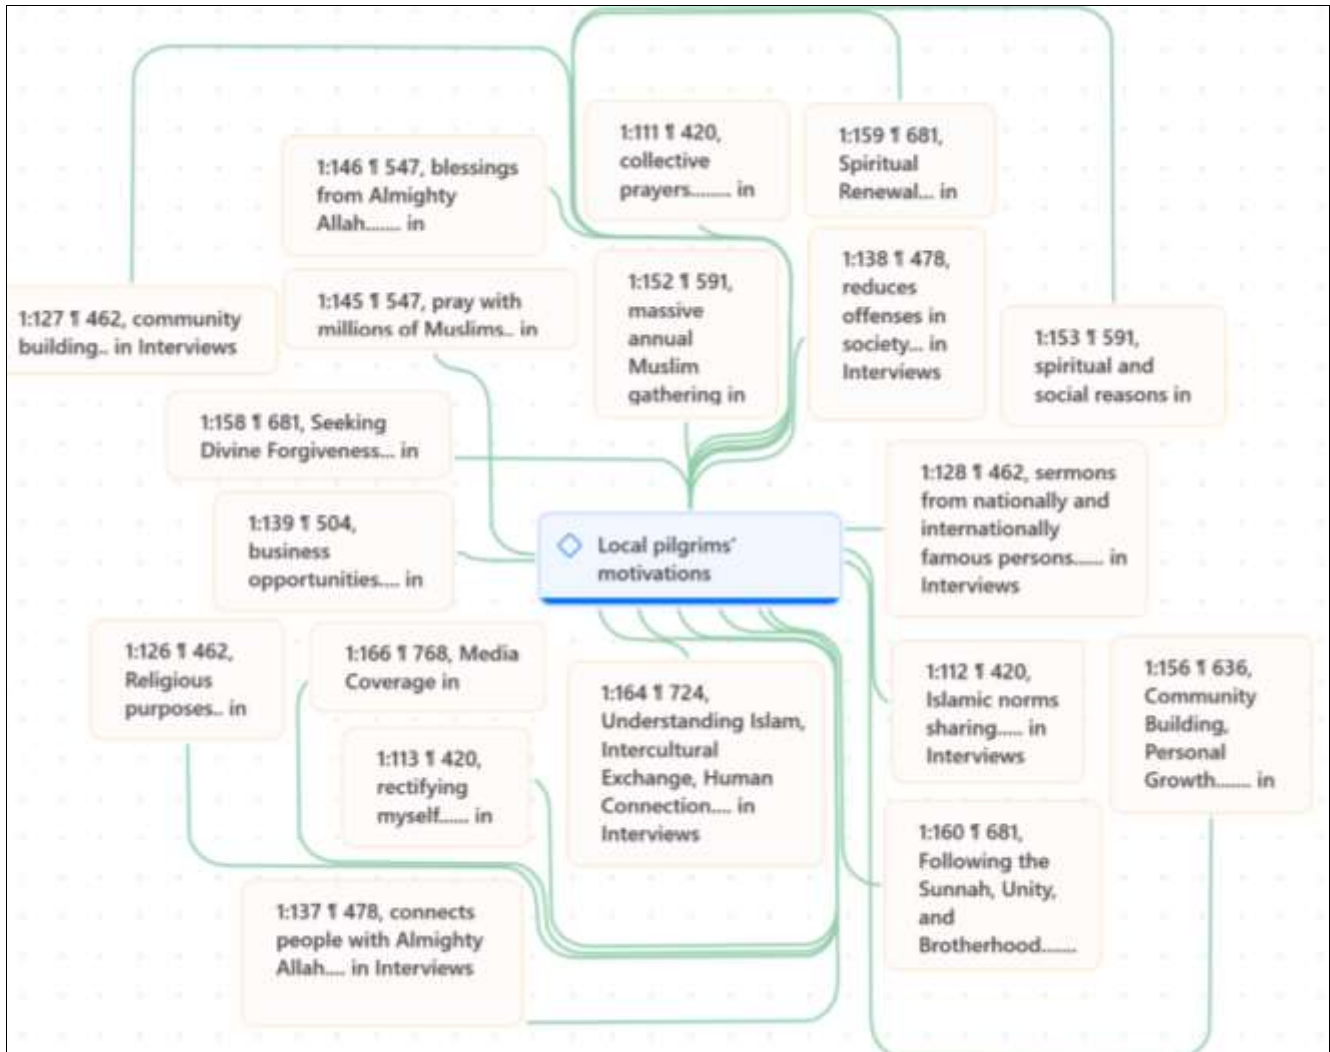 1:111 ¶ 420,
collective
prayers........ in
1:159 ¶ 681,
Spiritual
Renewal... in
1:146 ¶ 547, blessings
from Almighty
Allah....... in
1:152 ¶ 591,
massive
annual
Muslim
gathering in
1:138 ¶ 478,
reduces
offenses in
society... in
Interviews
1:127 ¶ 462, community
building.. in Interviews
1:145 ¶ 547, pray with
millions of Muslims.. in
1:153 ¶ 591,
spiritual and
social reasons in
1:158 ¶ 681, Seeking
Divine Forgiveness... in
1:128 ¶ 462, sermons
from nationally and
internationally
famous persons...... in
Interviews
1:139 ¶ 504,
business
opportunities.... in
Local pilgrims'
motivations
1:126 ¶ 462,
Religious
purposes.. in
1:166 ¶ 768, Media
Coverage in
1:164 ¶ 724,
Understanding Islam,
Intercultural
Exchange, Human
Connection.... in
Interviews
1:112 ¶ 420,
Islamic norms
sharing..... in
Interviews
1:156 ¶ 636,
Community
Building,
Personal
Growth........ in
1:113 ¶ 420,
rectifying
myself...... in
1:160 ¶ 681,
Following the
Sunnah, Unity,
and
Brotherhood.......
1:137 ¶ 478, connects
people with Almighty
Allah.... in Interviews